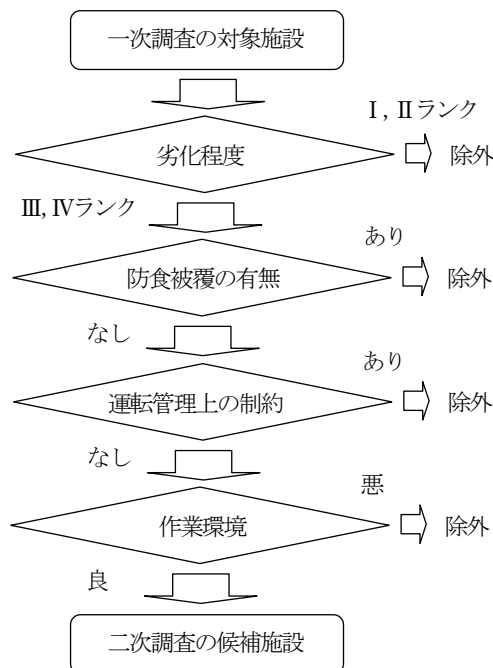 一次調査の対象施設
Ⅰ, Ⅱランク
劣化程度
除外
Ⅲ, Ⅳランク
あり
防食被覆の有無
除外
なし
あり
運転管理上の制約
除外
なし
悪
作業環境
除外
良
二次調査の候補施設